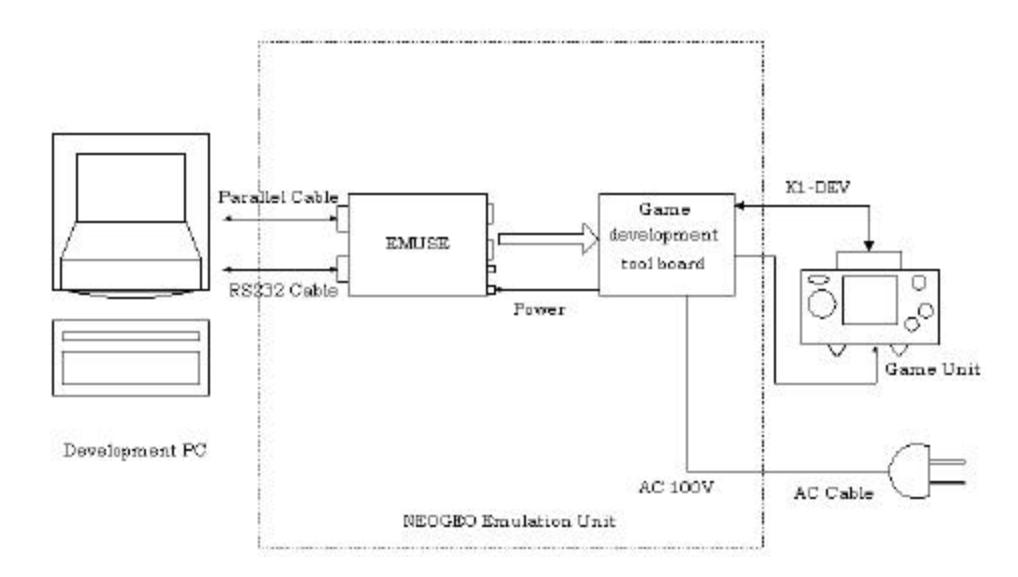 Parallel Cable
RS232 Cable
EMUSE
Game
development
tool board
Power
K1-DEV
Game Unit
Development PC
AC 100V
AC Cable
NEOGEO Emulation Unit